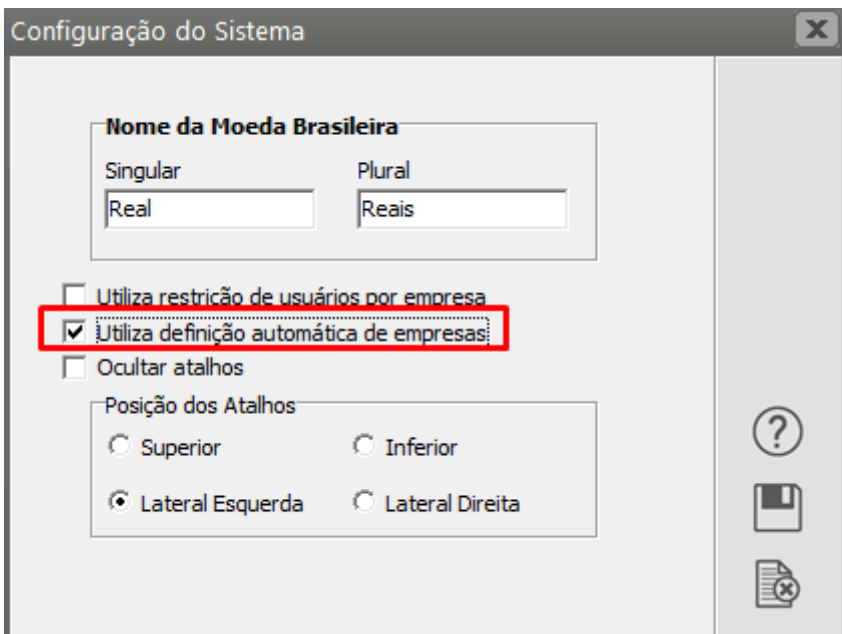 Configuração do Sistema
Nome da Moeda Brasileira
Singular Plural
Real Reais
Utiliza restrição de usuários por empresa
Utiliza definição automática de empresas
Ocultar atalhos
Posição dos Atalhos
Superior Inferior
Lateral Esquerda Lateral Direita